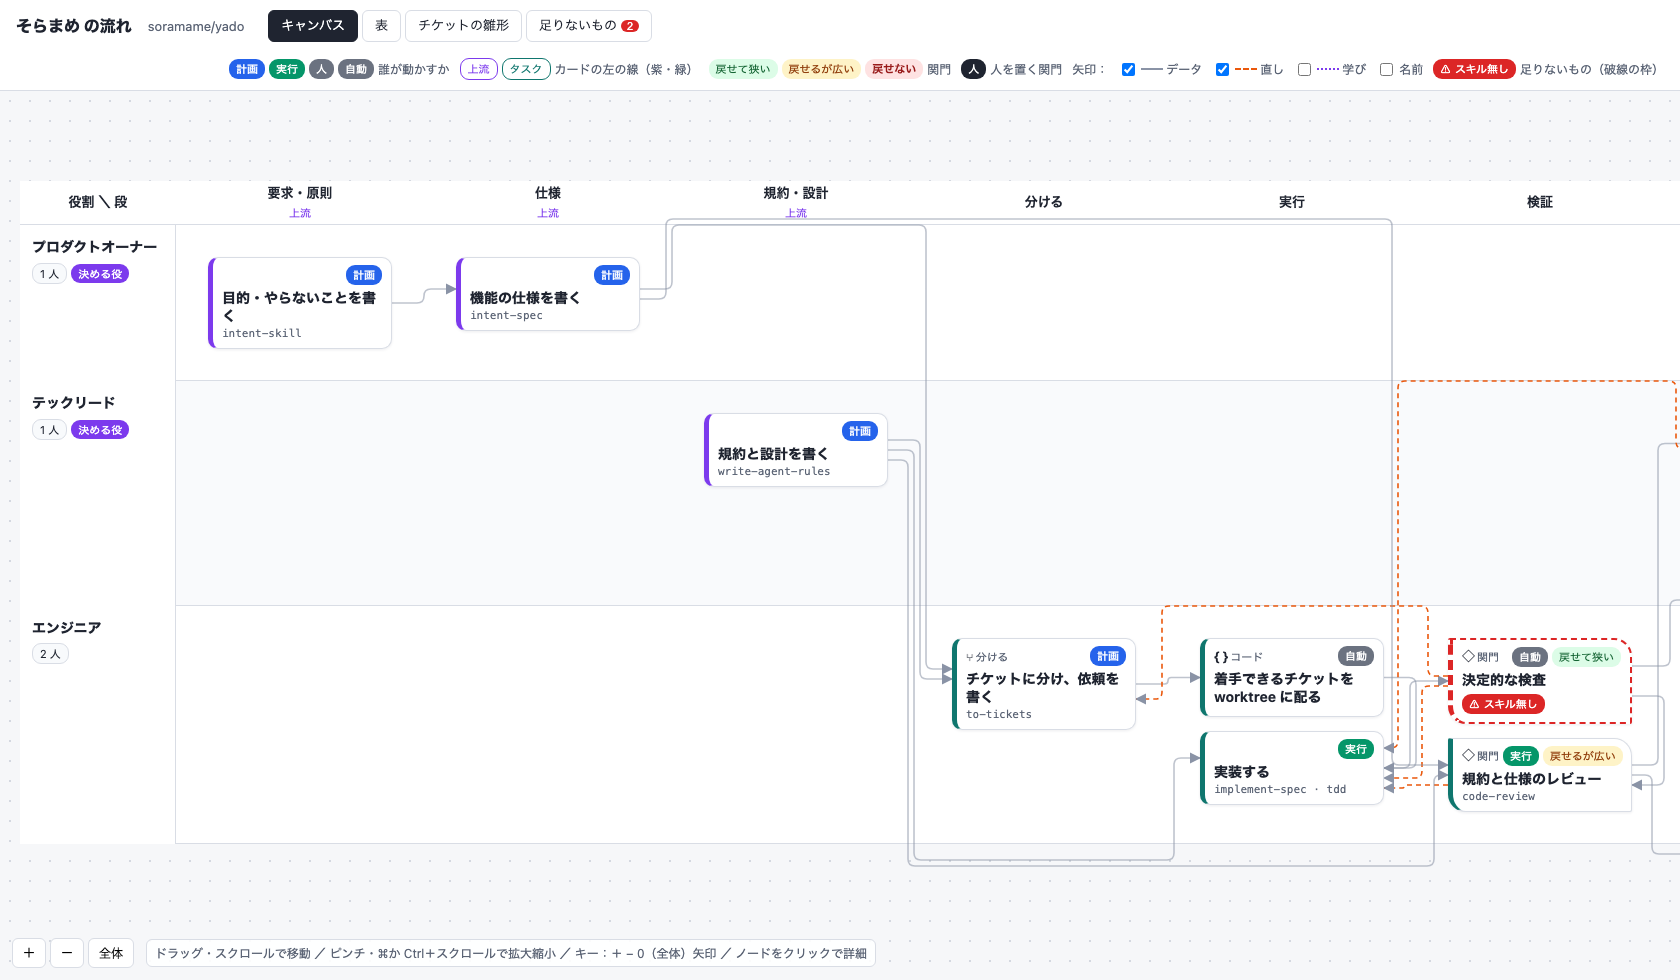 そらまめ の流れ soramame/yado キャンバス 表 チケットの雛形 足りないもの 2
計画 実行 人 自動 誰が動かすか 上流 タスク カードの左の線（紫・緑） 戻せて狭い 戻せるが広い 戻せない 関門 人 人を置く関門 矢印： データ 直し 学び 名前 ⚠ スキル無し 足りないもの（破線の枠）
役割 ＼ 段
要求・原則
上流
仕様
上流
規約・設計
上流
分ける
実行
検証
プロダクトオーナー
1 人 決める役
計画
目的・やらないことを書
く
intent-skill
計画
機能の仕様を書く
intent-spec
テックリード
1 人 決める役
計画
規約と設計を書く
write-agent-rules
エンジニア
2 人
⑂ 分ける 計画
チケットに分け、依頼を
書く
to-tickets
{ } コード 自動
着手できるチケットを
worktree に配る
実行
実装する
implement-spec · tdd
◇ 関門 自動 戻せて狭い
決定的な検査
⚠ スキル無し
◇ 関門 実行 戻せるが広い
規約と仕様のレビュー
code-review
＋ − 全体 ドラッグ・スクロールで移動 ／ ピンチ・⌘か Ctrl＋スクロールで拡大縮小 ／ キー：＋ − 0（全体）矢印 ／ ノードをクリックで詳細